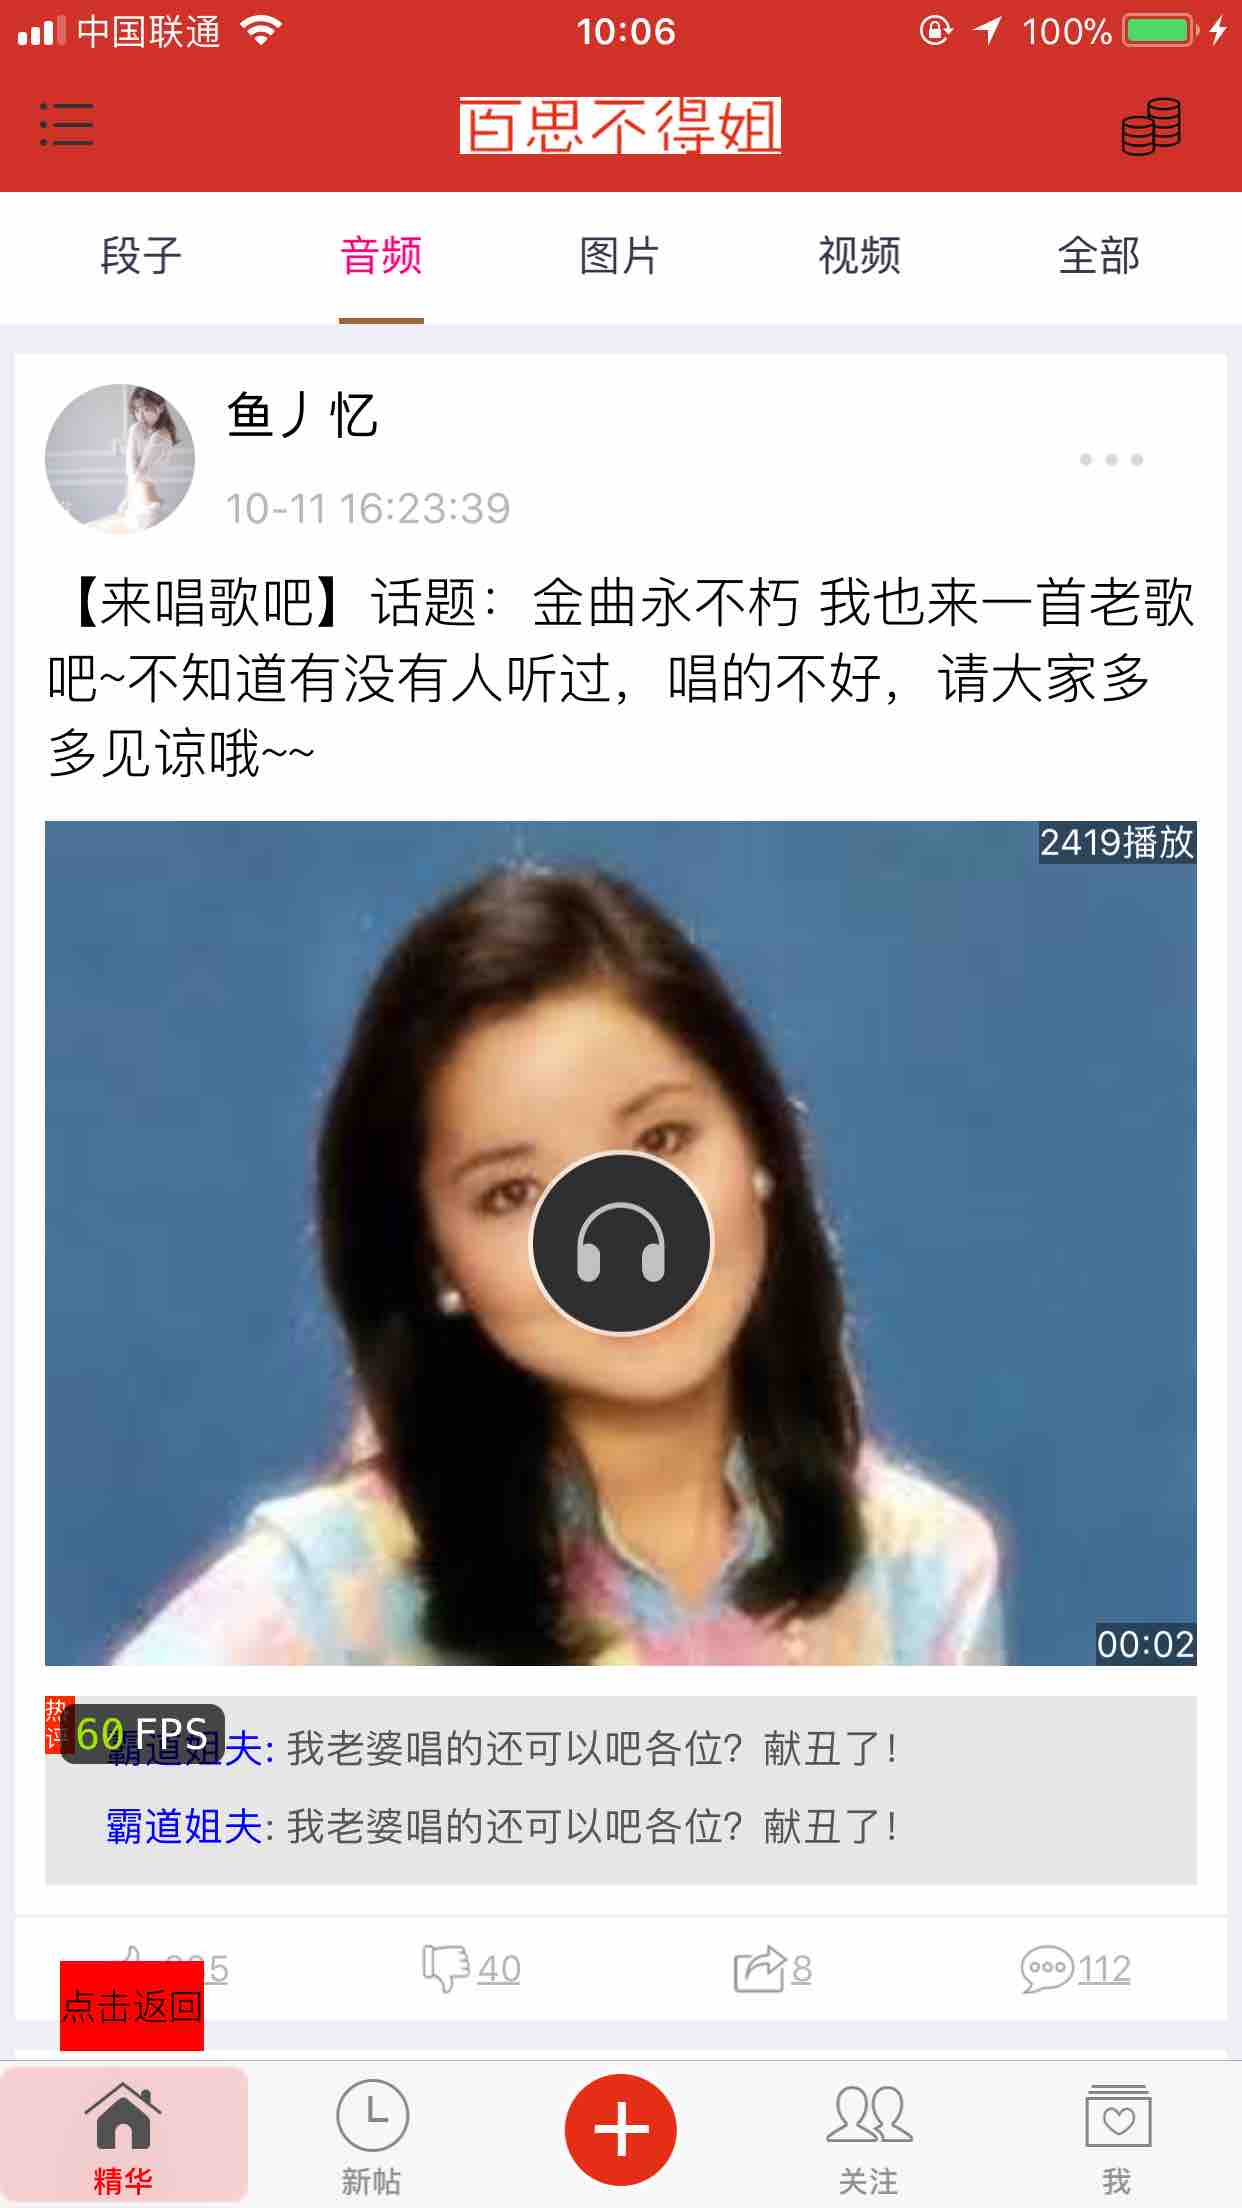 中国联通 10:06 100%
百思不得姐
段子 音频 图片 视频 全部
鱼丿忆
10-11 16:23:39
【来唱歌吧】话题：金曲永不朽 我也来一首老歌
吧~不知道有没有人听过，唱的不好，请大家多
多见谅哦~~
2419播放
00:02
热评
60 FPS
霸道姐夫: 我老婆唱的还可以吧各位？献丑了！
霸道姐夫: 我老婆唱的还可以吧各位？献丑了！
40 8 112
点击返回
精华 新帖 关注 我